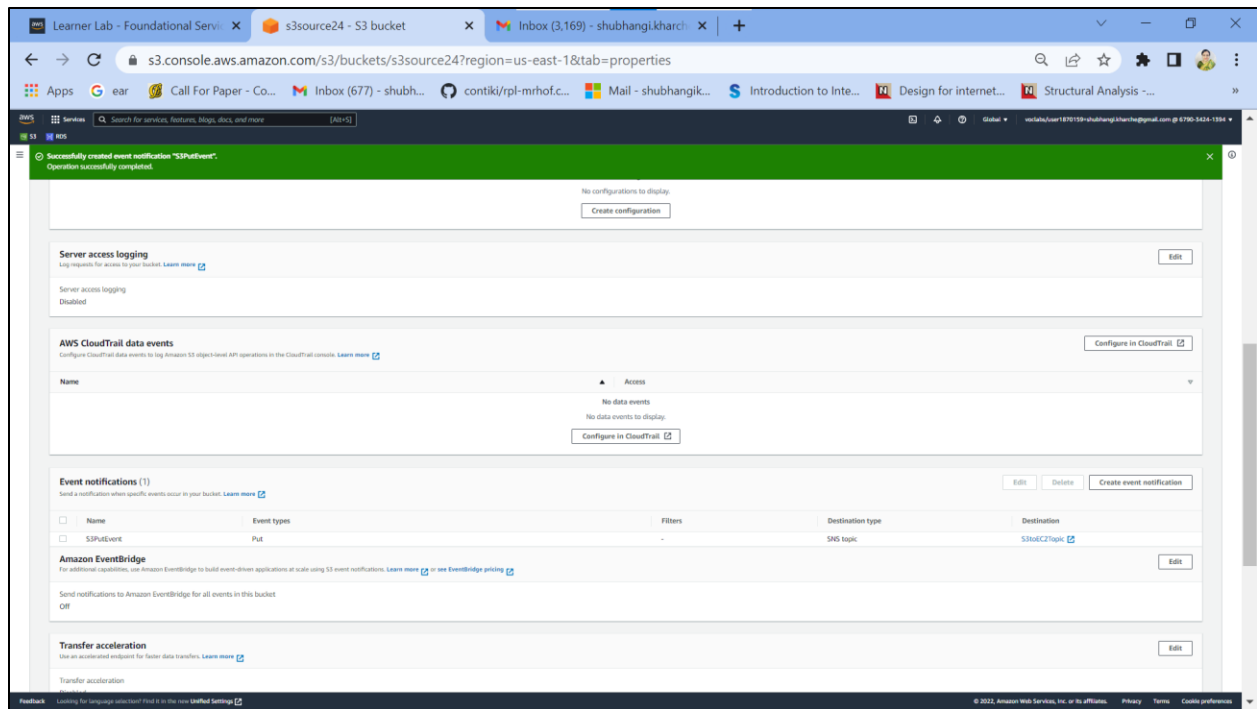 Learner Lab - Foundational Servic
s3source24 - S3 bucket
Inbox (3,169) - shubhangi.kharch
s3.console.aws.amazon.com/s3/buckets/s3source24?region=us-east-1&tab=properties
Apps
ear
Call For Paper - Co...
Inbox (677) - shubh...
contiki/rpl-mrhof.c...
Mail - shubhangik...
Introduction to Inte...
Design for internet...
Structural Analysis -...
aws
Services
Search for services, features, blogs, docs, and more
[Alt+S]
Global
voclabs/user1870159=shubhangi.kharche@gmail.com @ 6790-3424-1394
S3
RDS
Successfully created event notification "S3PutEvent".
Operation successfully completed.
No configurations to display.
Create configuration
Server access logging
Edit
Log requests for access to your bucket. Learn more
Server access logging
Disabled
AWS CloudTrail data events
Configure in CloudTrail
Configure CloudTrail data events to log Amazon S3 object-level API operations in the CloudTrail console. Learn more
Name
Access
No data events
No data events to display.
Configure in CloudTrail
Event notifications (1)
Edit
Delete
Create event notification
Send a notification when specific events occur in your bucket. Learn more
Name
Event types
Filters
Destination type
Destination
S3PutEvent
Put
-
SNS topic
S3toEC2Topic
Amazon EventBridge
Edit
For additional capabilities, use Amazon EventBridge to build event-driven applications at scale using S3 event notifications. Learn more or see EventBridge pricing
Send notifications to Amazon EventBridge for all events in this bucket
Off
Transfer acceleration
Edit
Use an accelerated endpoint for faster data transfers. Learn more
Transfer acceleration
Feedback
Looking for language selection? Find it in the new Unified Settings
© 2022, Amazon Web Services, Inc. or its affiliates.
Privacy
Terms
Cookie preferences